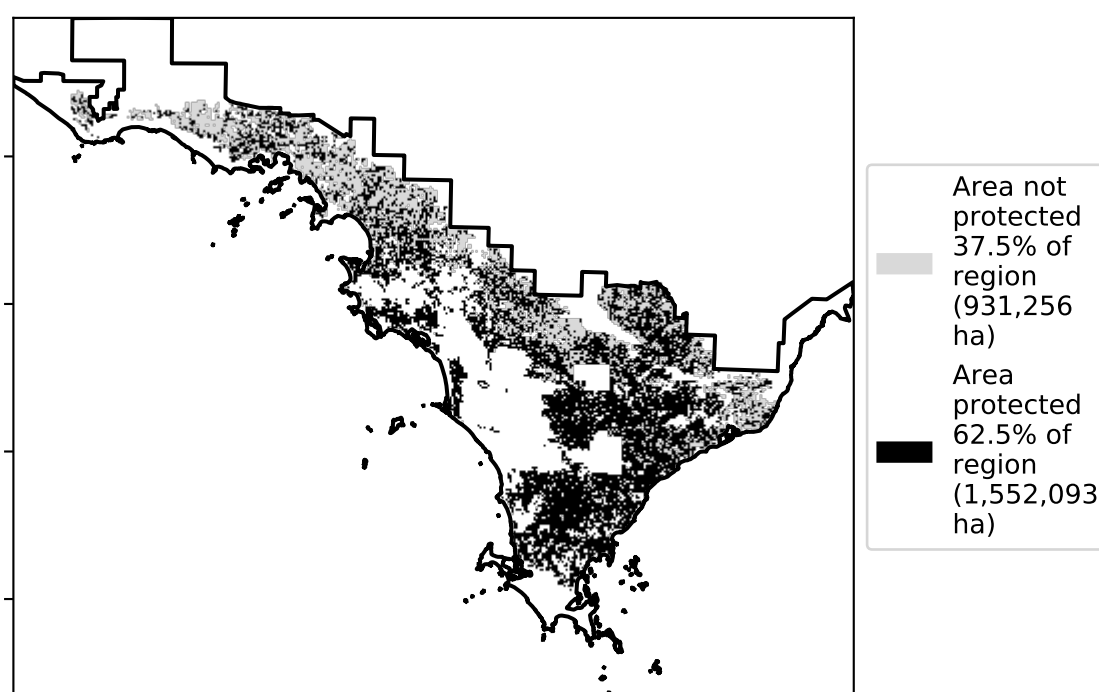 Area not
protected
37.5% of
region
(931,256
ha)
Area
protected
62.5% of
region
(1,552,093
ha)